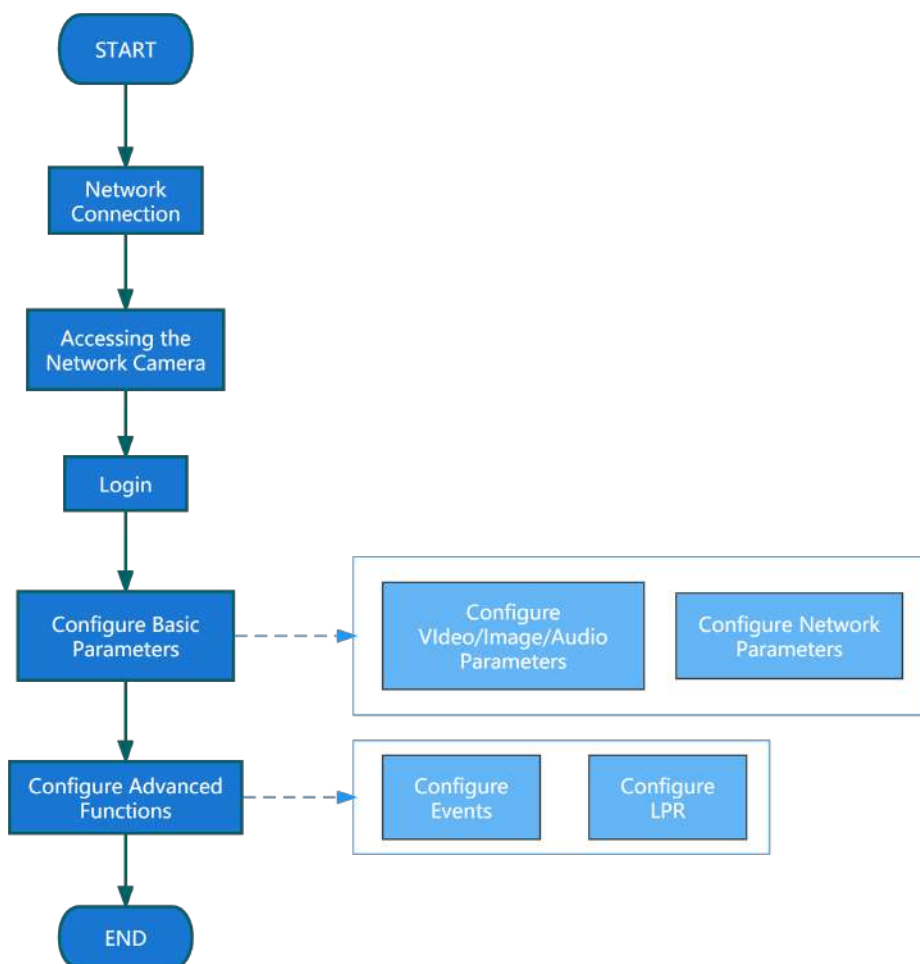 START
Network
Connection
Accessing the
Network Camera
Login
Configure Basic
Parameters
Configure
VIdeo/Image/Audio
Parameters
Configure Network
Parameters
Configure Advanced
Functions
Configure
Events
Configure
LPR
END